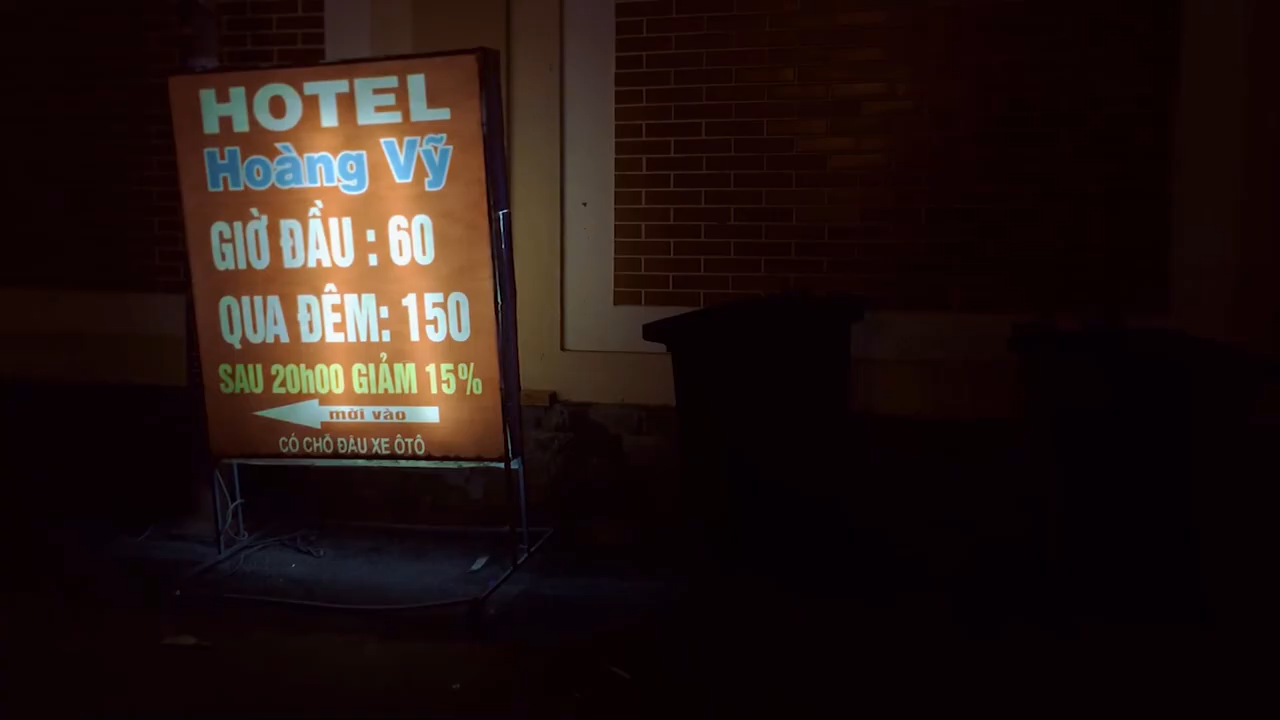 HOTEL
Hoàng Vỹ
GIỜ ĐẦU : 60
QUA ĐÊM: 150
SAU 20h00 GIẢM 15%
mời vào
CÓ CHỖ ĐẬU XE ÔTÔ